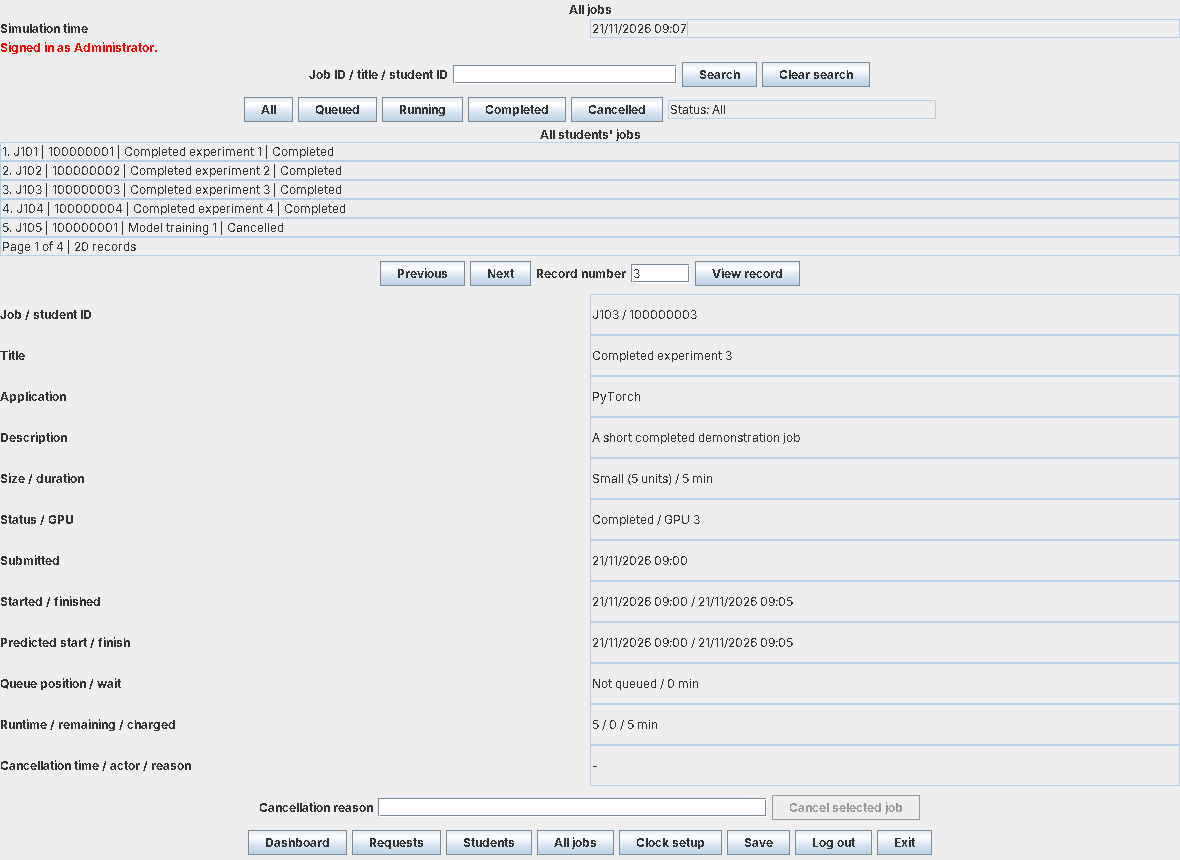 All jobs
Simulation time 21/11/2026 09:07
Signed in as Administrator.
Job ID / title / student ID Search Clear search
All Queued Running Completed Cancelled Status: All
All students' jobs
1. J101 | 100000001 | Completed experiment 1 | Completed
2. J102 | 100000002 | Completed experiment 2 | Completed
3. J103 | 100000003 | Completed experiment 3 | Completed
4. J104 | 100000004 | Completed experiment 4 | Completed
5. J105 | 100000001 | Model training 1 | Cancelled
Page 1 of 4 | 20 records
Previous Next Record number 3 View record
Job / student ID J103 / 100000003
Title Completed experiment 3
Application PyTorch
Description A short completed demonstration job
Size / duration Small (5 units) / 5 min
Status / GPU Completed / GPU 3
Submitted 21/11/2026 09:00
Started / finished 21/11/2026 09:00 / 21/11/2026 09:05
Predicted start / finish 21/11/2026 09:00 / 21/11/2026 09:05
Queue position / wait Not queued / 0 min
Runtime / remaining / charged 5 / 0 / 5 min
Cancellation time / actor / reason -
Cancellation reason Cancel selected job
Dashboard Requests Students All jobs Clock setup Save Log out Exit